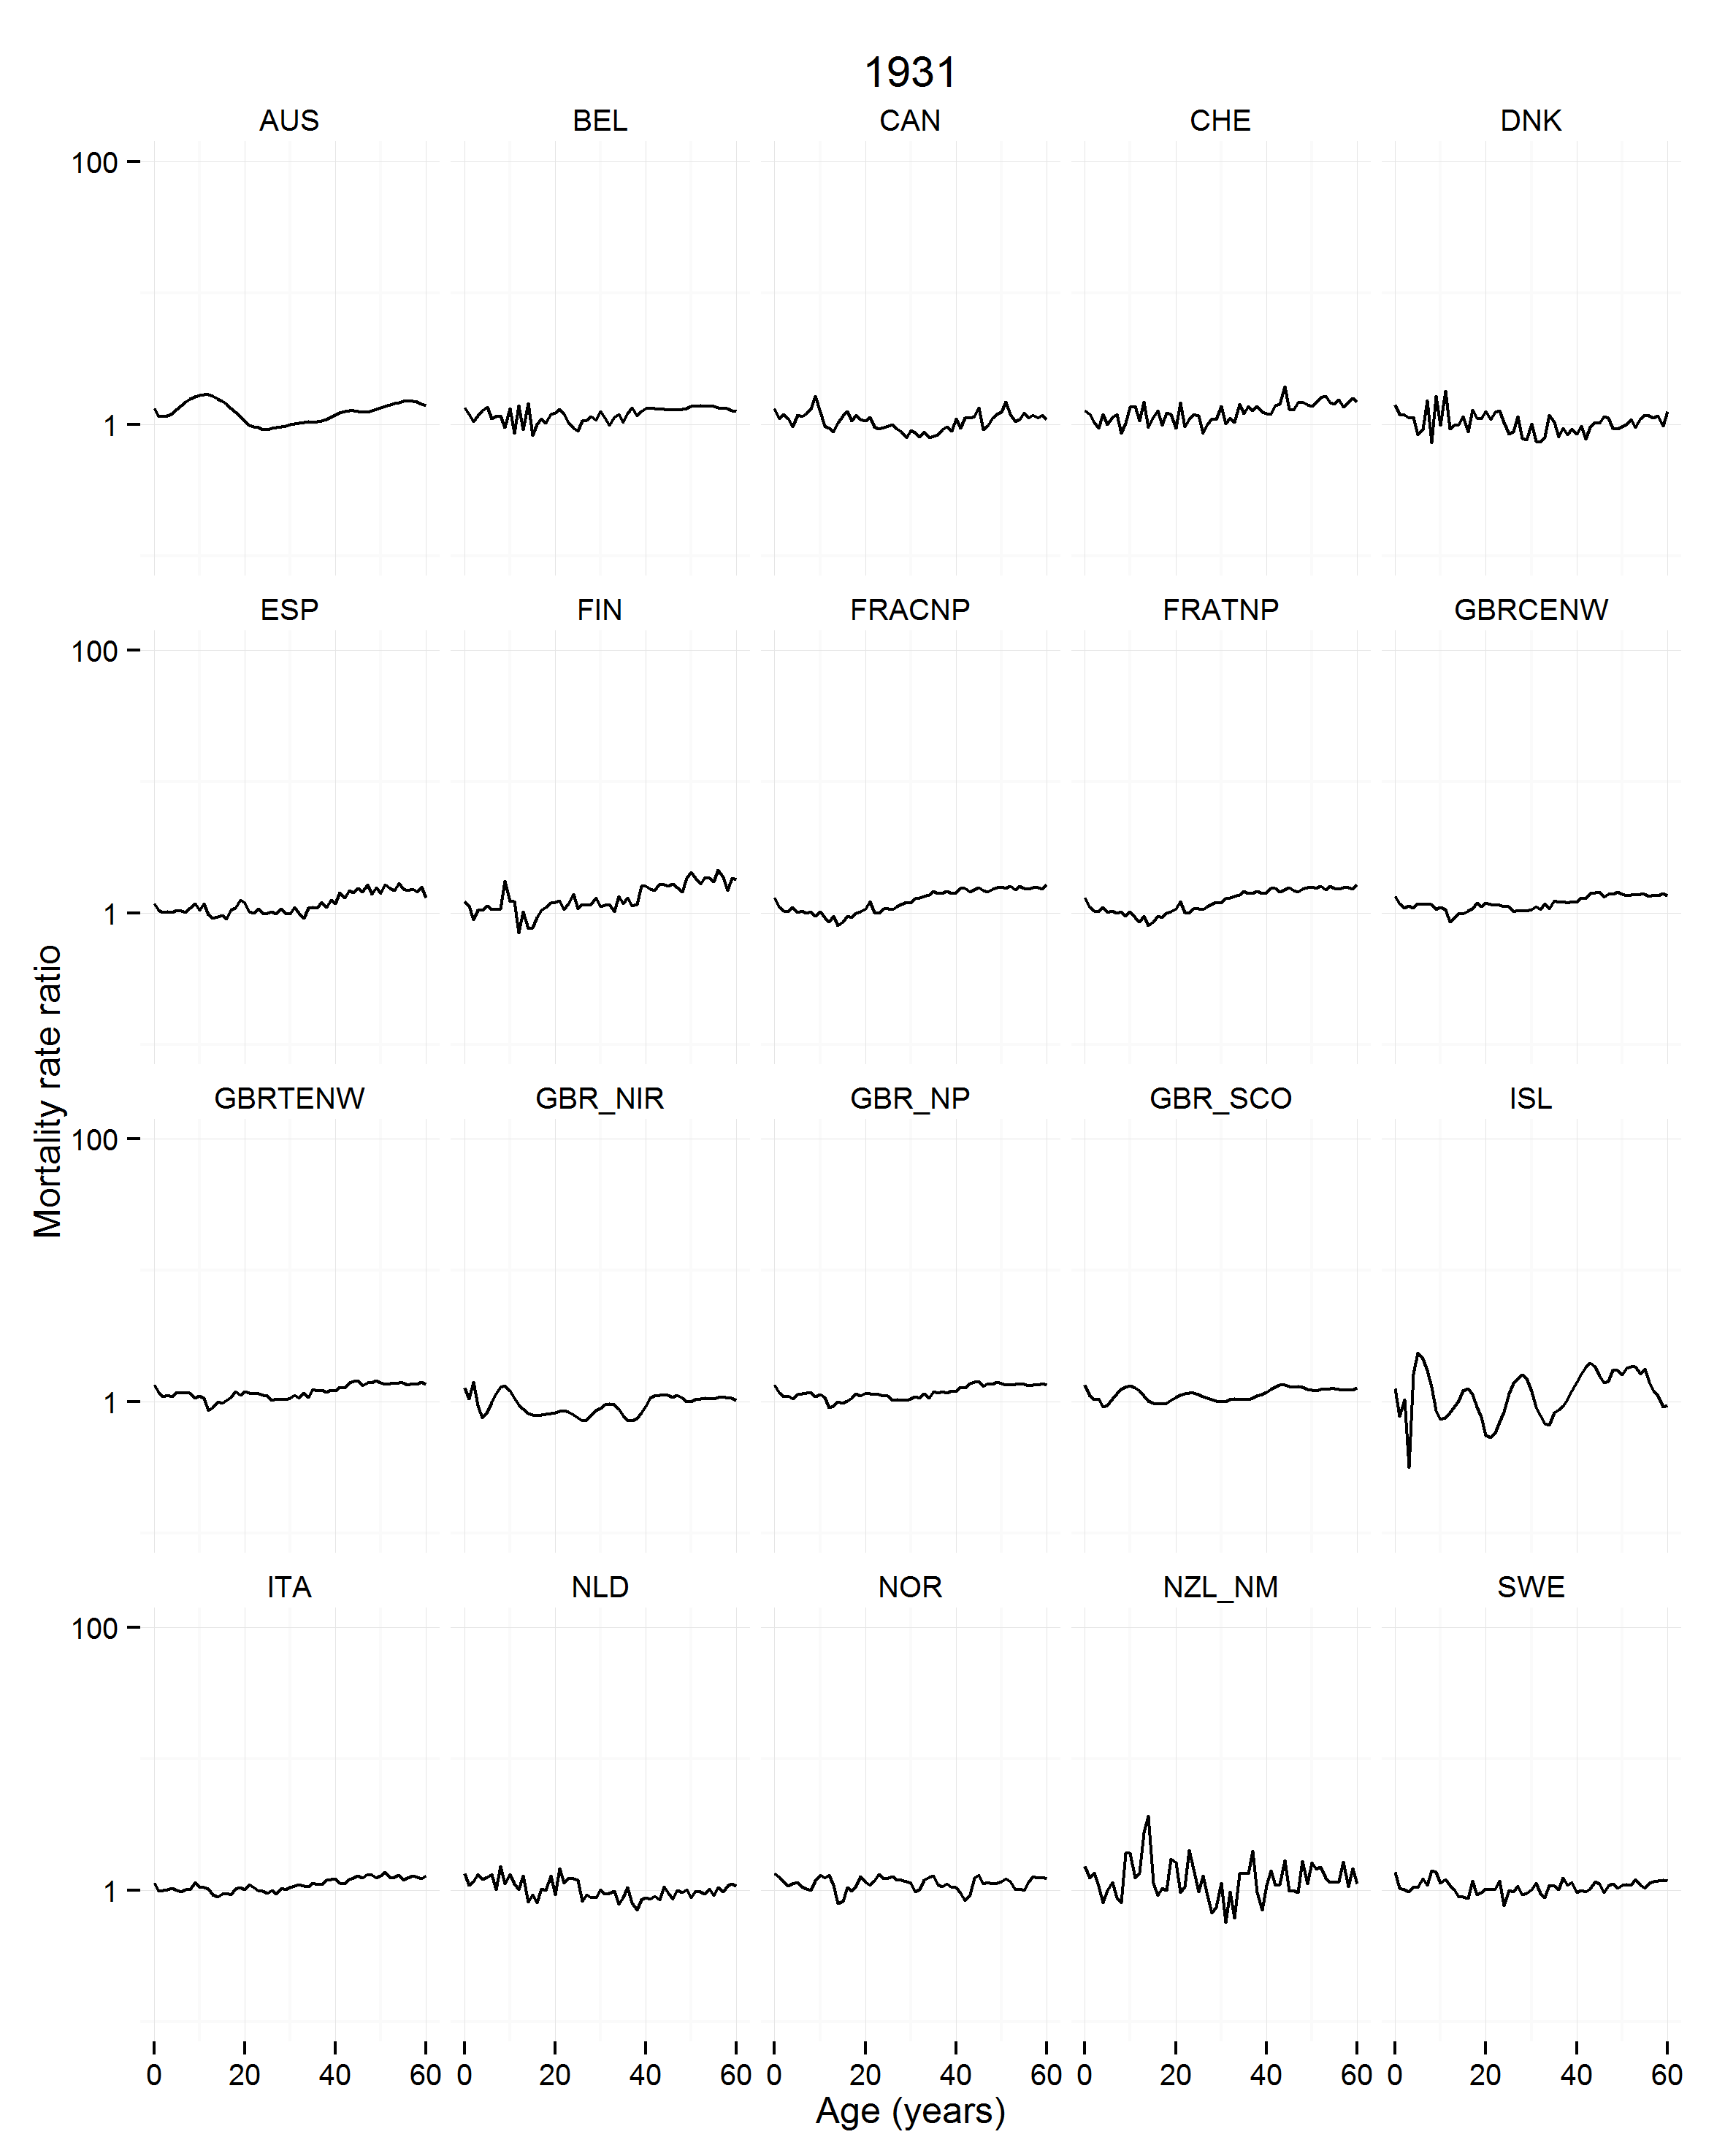 1931
AUS BEL CAN CHE DNK
100
1
ESP FIN FRACNP FRATNP GBRCENW
100
1
GBRTENW GBR_NIR GBR_NP GBR_SCO ISL
100
1
ITA NLD NOR NZL_NM SWE
100
1
0 20 40 60 0 20 40 60 0 20 40 60 0 20 40 60 0 20 40 60
Age (years)
Mortality rate ratio